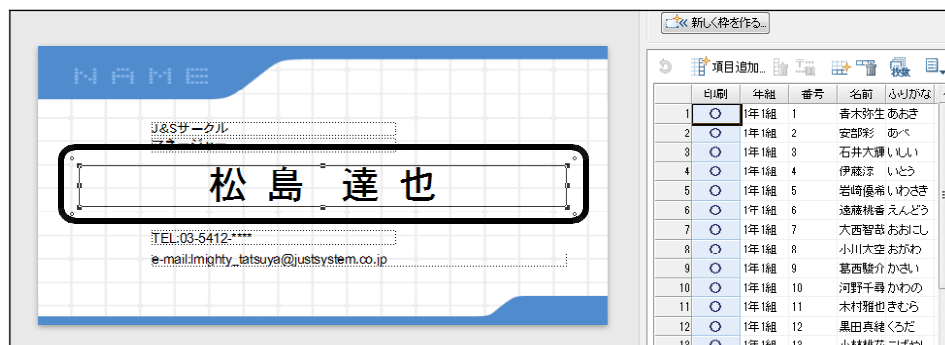 新しく枠を作る...
項目追加...
枚数
NAME
J&Sサークル
マネージャー
松島 達也
TEL:03-5412-****
e-mail:lmighty_tatsuya@justsystem.co.jp
印刷 年組 番号 名前 ふりがな
1 ○ 1年1組 1 青木弥生 あおき
2 ○ 1年1組 2 安部彩 あべ
3 ○ 1年1組 3 石井大輝 いしい
4 ○ 1年1組 4 伊藤涼 いとう
5 ○ 1年1組 5 岩崎優希 いわさき
6 ○ 1年1組 6 遠藤桃香 えんどう
7 ○ 1年1組 7 大西智哉 おおにし
8 ○ 1年1組 8 小川大空 おがわ
9 ○ 1年1組 9 葛西駿介 かさい
10 ○ 1年1組 10 河野千尋 かわの
11 ○ 1年1組 11 木村雅也 きむら
12 ○ 1年1組 12 黒田真緒 くろだ